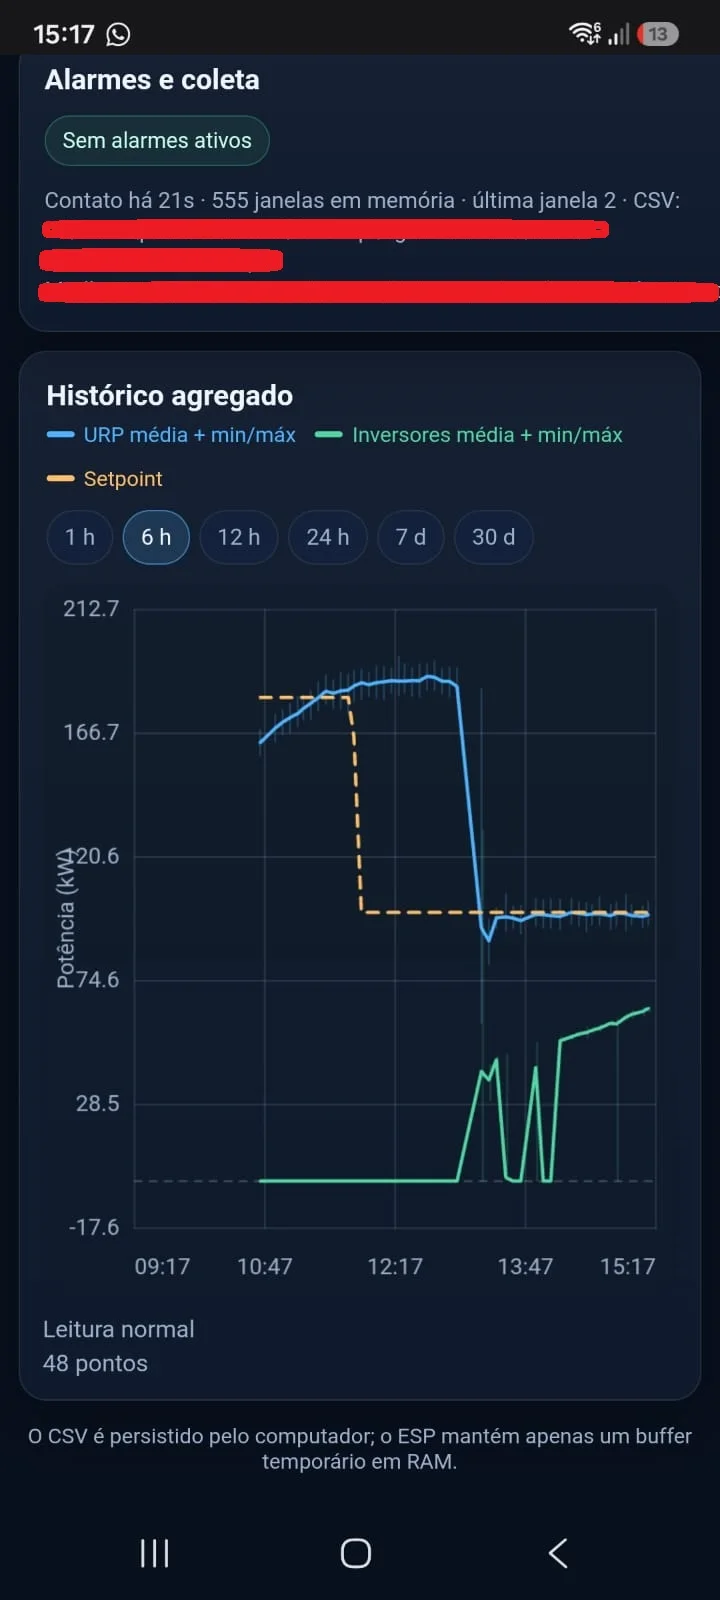 15:17
6
13
Alarmes e coleta
Sem alarmes ativos
Contato há 21s · 555 janelas em memória · última janela 2 · CSV:
Histórico agregado
URP média + min/máx
Inversores média + min/máx
Setpoint
1 h
6 h
12 h
24 h
7 d
30 d
212.7
166.7
20.6
74.6
28.5
-17.6
Potência (kW)
09:17
10:47
12:17
13:47
15:17
Leitura normal
48 pontos
O CSV é persistido pelo computador; o ESP mantém apenas um buffer
temporário em RAM.